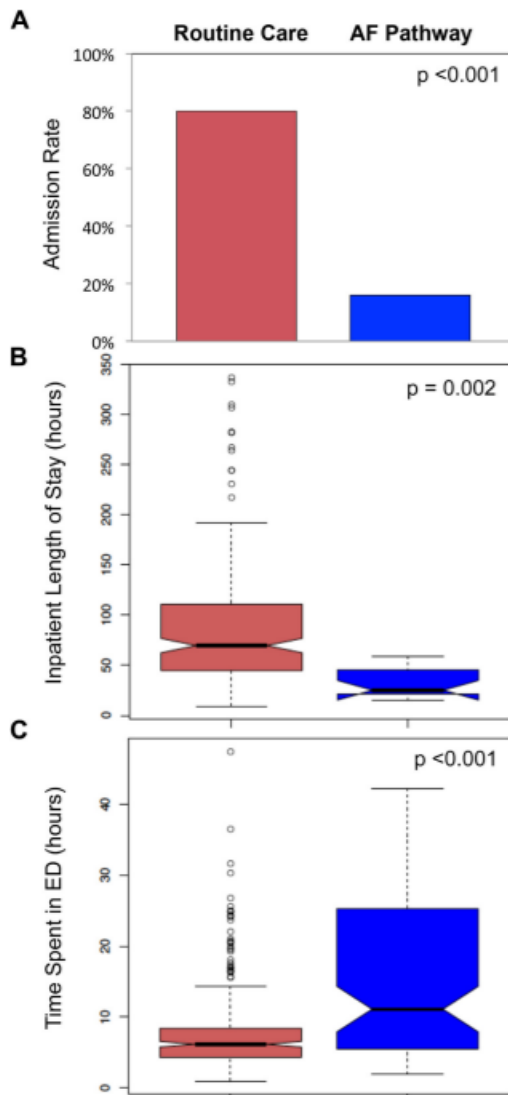 A
Routine Care AF Pathway
p <0.001
Admission Rate
100%
80%
60%
40%
20%
0%
B
p = 0.002
Inpatient Length of Stay (hours)
350
300
250
200
150
100
50
0
C
p <0.001
Time Spent in ED (hours)
40
30
20
10
0